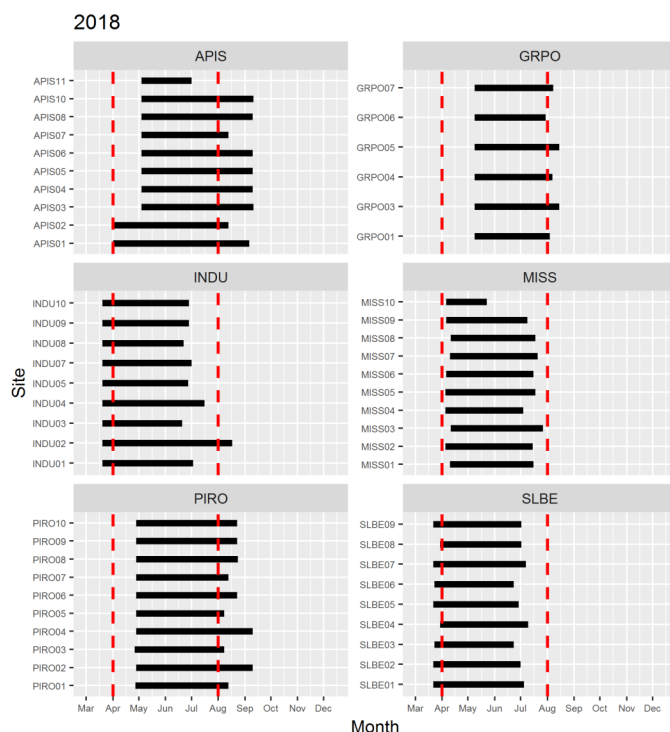 2018
APIS
GRPO
APIS11
APIS10
APIS08
APIS07
APIS06
APIS05
APIS04
APIS03
APIS02
APIS01
GRPO07
GRPO06
GRPO05
GRPO04
GRPO03
GRPO01
INDU
MISS
INDU10
INDU09
INDU08
INDU07
INDU05
INDU04
INDU03
INDU02
INDU01
MISS10
MISS09
MISS08
MISS07
MISS06
MISS05
MISS04
MISS03
MISS02
MISS01
Site
PIRO
SLBE
PIRO10
PIRO09
PIRO08
PIRO07
PIRO06
PIRO05
PIRO04
PIRO03
PIRO02
PIRO01
SLBE09
SLBE08
SLBE07
SLBE06
SLBE05
SLBE04
SLBE03
SLBE02
SLBE01
Mar Apr May Jun Jul Aug Sep Oct Nov Dec
Mar Apr May Jun Jul Aug Sep Oct Nov Dec
Month